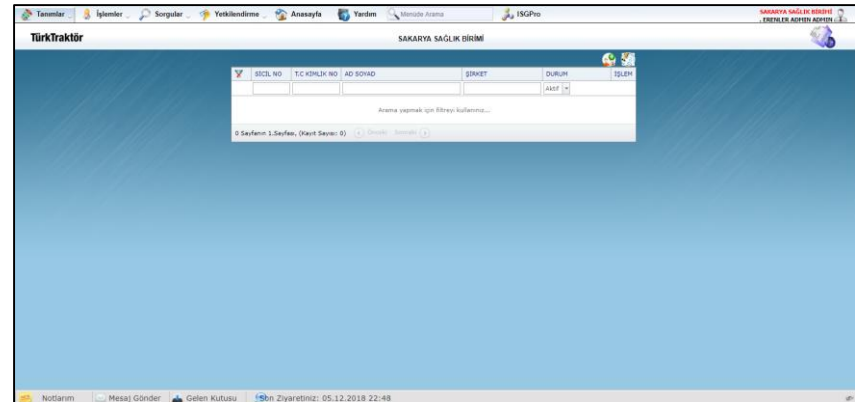 Tanımlar İşlemler Sorgular Yetkilendirme Anasayfa Yardım Menüde Arama ISGPro SAKARYA SAĞLIK BİRİMİ
, ERENLER ADMIN ADMIN
TürkTraktör SAKARYA SAĞLIK BİRİMİ
SİCİL NO T.C KİMLİK NO AD SOYAD ŞİRKET DURUM İŞLEM
Aktif
Arama yapmak için filtreyi kullanınız...
0 Sayfanın 1.Sayfası, (Kayıt Sayısı: 0) Önceki Sonraki
Notlarım Mesaj Gönder Gelen Kutusu Son Ziyaretiniz: 05.12.2018 22:48